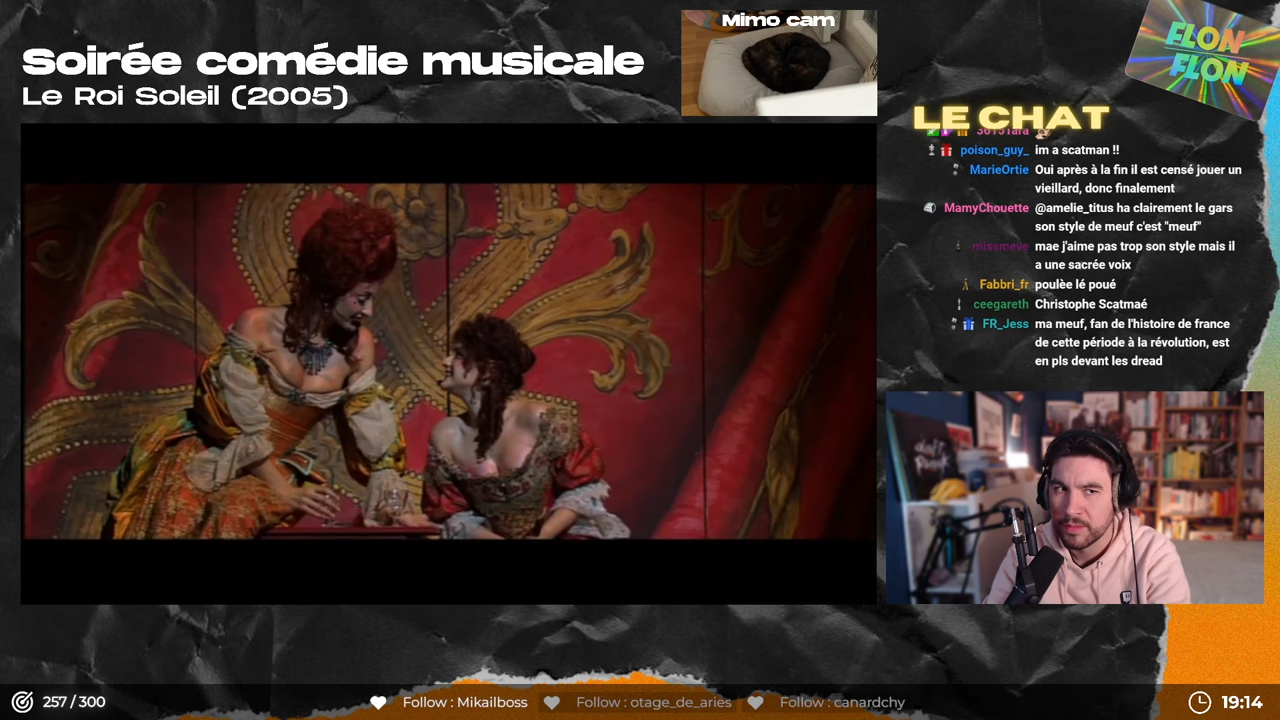 Soirée comédie musicale
Le Roi Soleil (2005)
Mimo cam
FLON
FLON
LE CHAT
poison_guy_ im a scatman !!
MarieOrtie Oui après à la fin il est censé jouer un
vieillard, donc finalement
MamyChouette @amelie_titus ha clairement le gars
son style de meuf c'est "meuf"
missmeve mae j'aime pas trop son style mais il
a une sacrée voix
Fabbri_fr poulèe lé poué
ceegareth Christophe Scatmaé
FR_Jess ma meuf, fan de l'histoire de france
de cette période à la révolution, est
en pls devant les dread
daft
punk
257 / 300
Follow : Mikailboss
Follow : otage_de_aries
Follow : canardchy
19:14